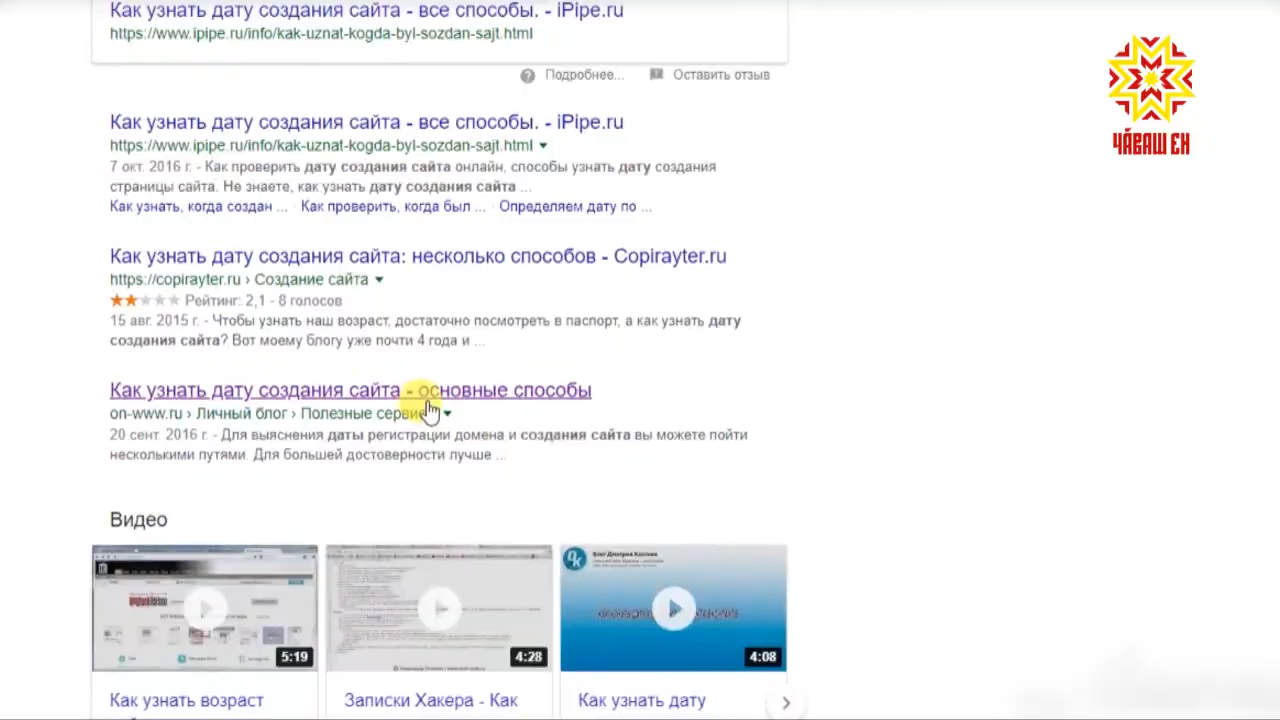 Как узнать дату создания сайта - все способы. - iPipe.ru
https://www.ipipe.ru/info/kak-uznat-kogda-byl-sozdan-sajt.html
Подробнее... Оставить отзыв
ЧӐВАШ ЕН
Как узнать дату создания сайта - все способы. - iPipe.ru
https://www.ipipe.ru/info/kak-uznat-kogda-byl-sozdan-sajt.html
7 окт. 2016 г. - Как проверить дату создания сайта онлайн, способы узнать дату создания
страницы сайта. Не знаете, как узнать дату создания сайта ...
Как узнать, когда создан ... · Как проверить, когда был ... · Определяем дату по ...
Как узнать дату создания сайта: несколько способов - Copirayter.ru
https://copirayter.ru › Создание сайта
Рейтинг: 2,1 - 8 голосов
15 авг. 2015 г. - Чтобы узнать наш возраст, достаточно посмотреть в паспорт, а как узнать дату
создания сайта? Вот моему блогу уже почти 4 года и ...
Как узнать дату создания сайта - основные способы
on-www.ru › Личный блог › Полезные
20 сент. 2016 г. - Для выяснения даты регистрации домена и создания сайта вы можете пойти
несколькими путями. Для большей достоверности лучше ...
Видео
5:19
4:28
4:08
Как узнать возраст
Записки Хакера - Как
Как узнать дату